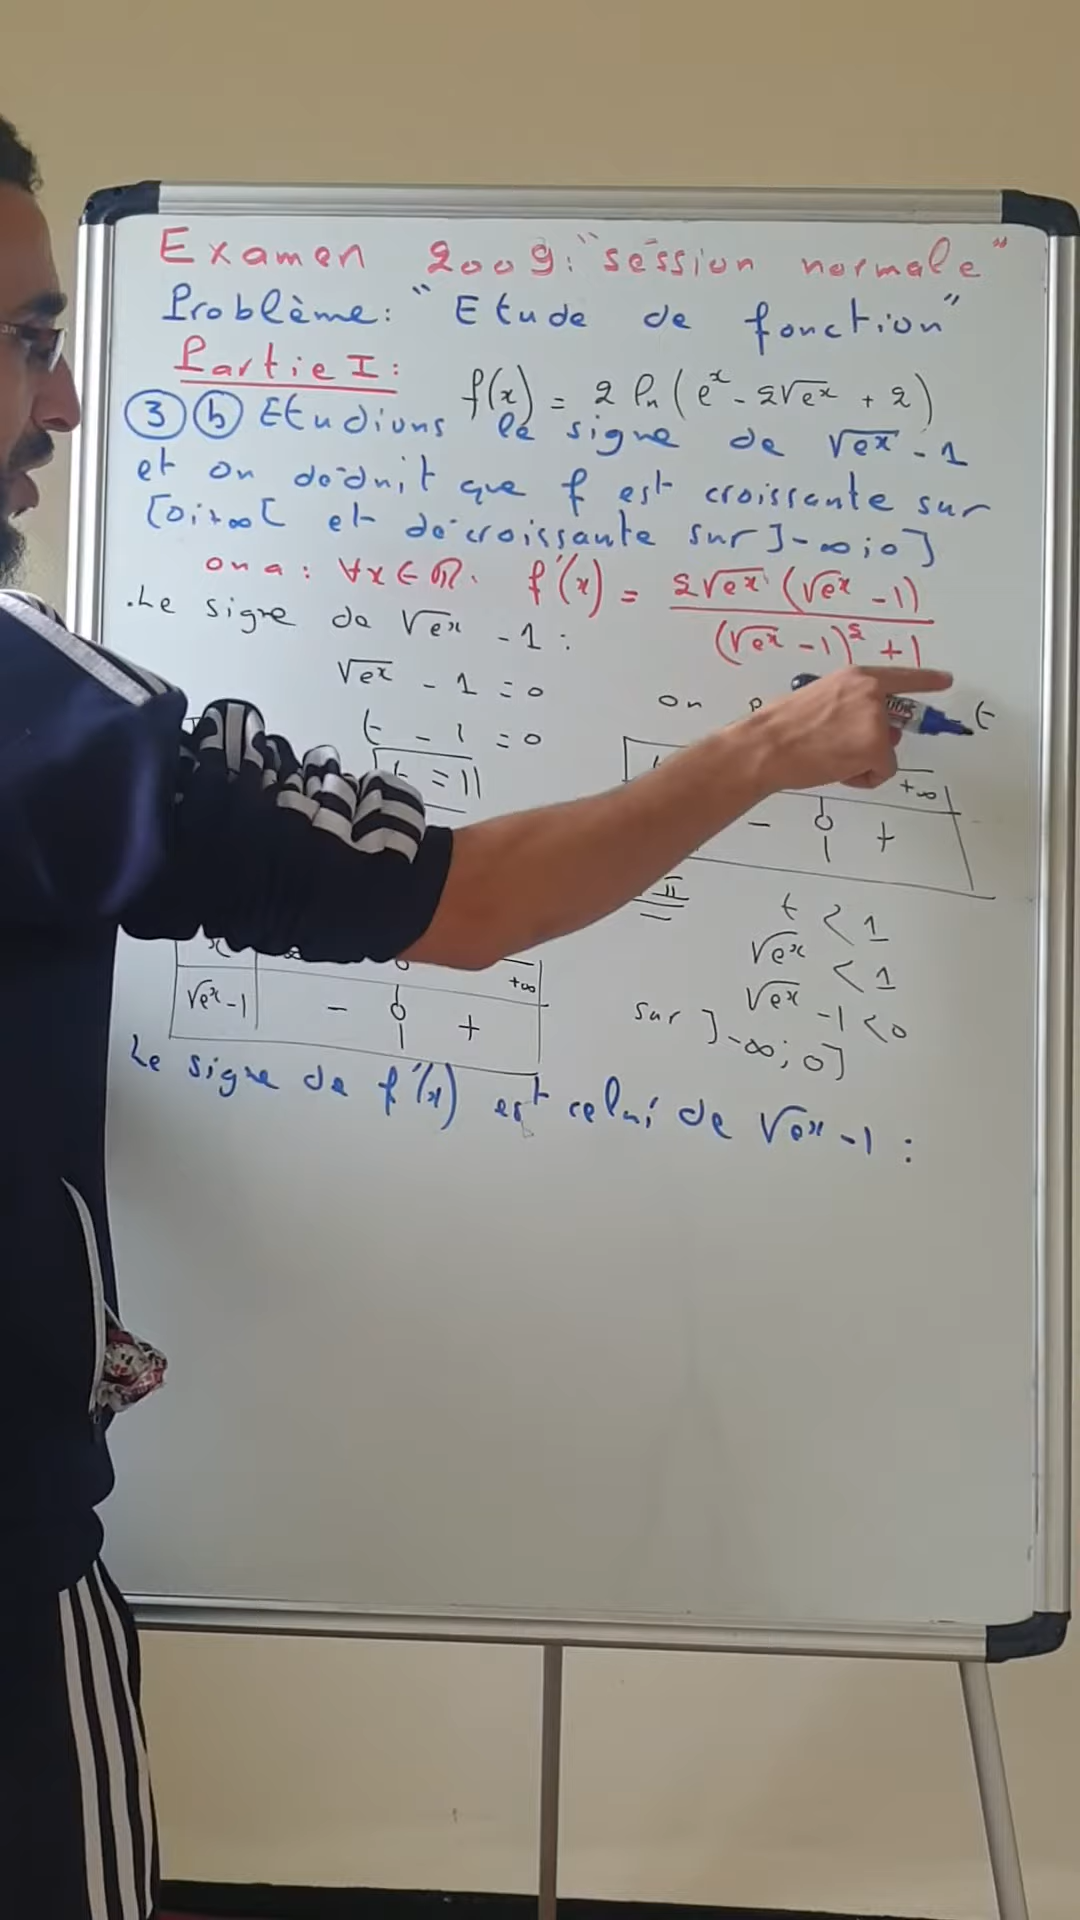 Examen 2009: "session normale"
Problème: "Etude de fonction"
Partie I: f(x) = 2 ln(e^x - 2√e^x + 2)
3 b Etudions le signe de √e^x - 1
et on déduit que f est croissante sur
[0;+∞[ et décroissante sur ]-∞;0]
on a: ∀x∈ℝ. f'(x) = 2√e^x (√e^x - 1) / (√e^x - 1)² + 1
.Le signe de √e^x - 1 :
√e^x - 1 = 0
on t
t - 1 = 0
t = 1
+∞
- 0 +
t < 1
√e^x < 1
√e^x - 1 < 0
sur ]-∞; 0]
x +∞
√e^x - 1 - 0 +
Le signe de f'(x) est celui de √e^x - 1 :